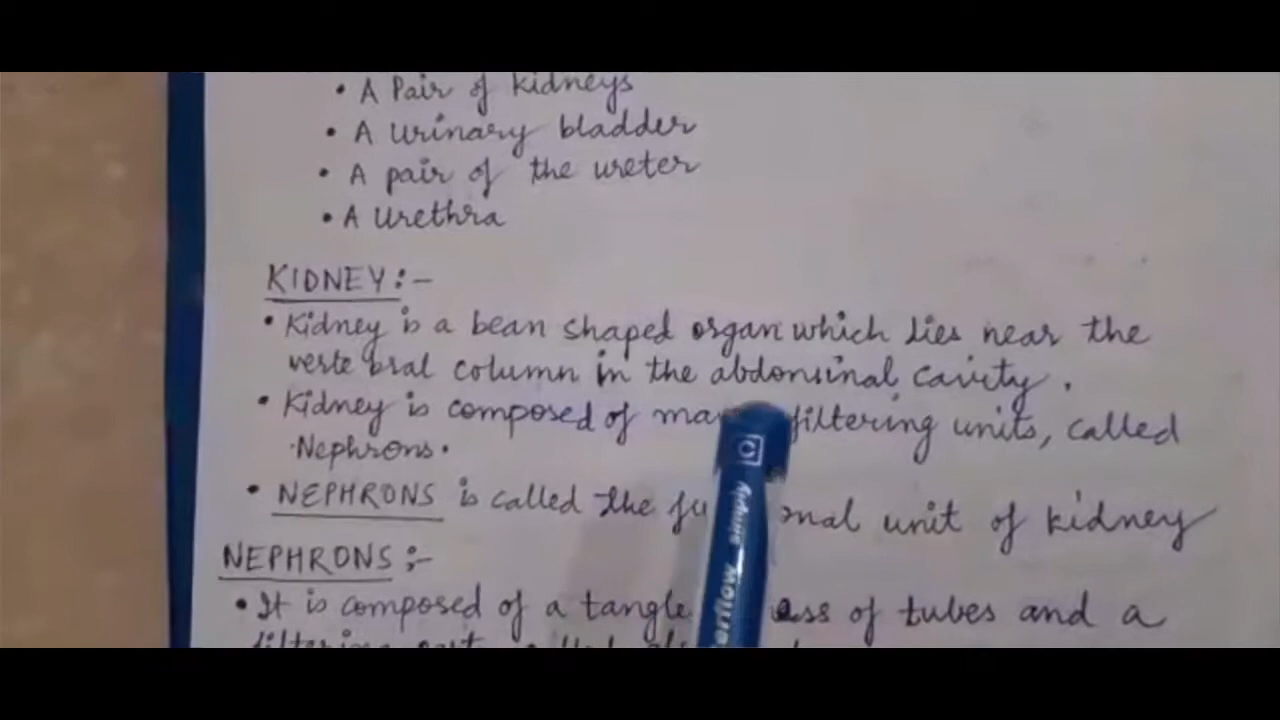 • A Pair of kidneys
• A Urinary bladder
• A pair of the ureter
• A Urethra
KIDNEY:-
• Kidney is a bean shaped organ which lies near the
vertebral column in the abdominal cavity.
• Kidney is composed of filtering units, called
Nephrons.
• NEPHRONS is called the unit of kidney
NEPHRONS:-
• It is composed of a of tubes and a
simply